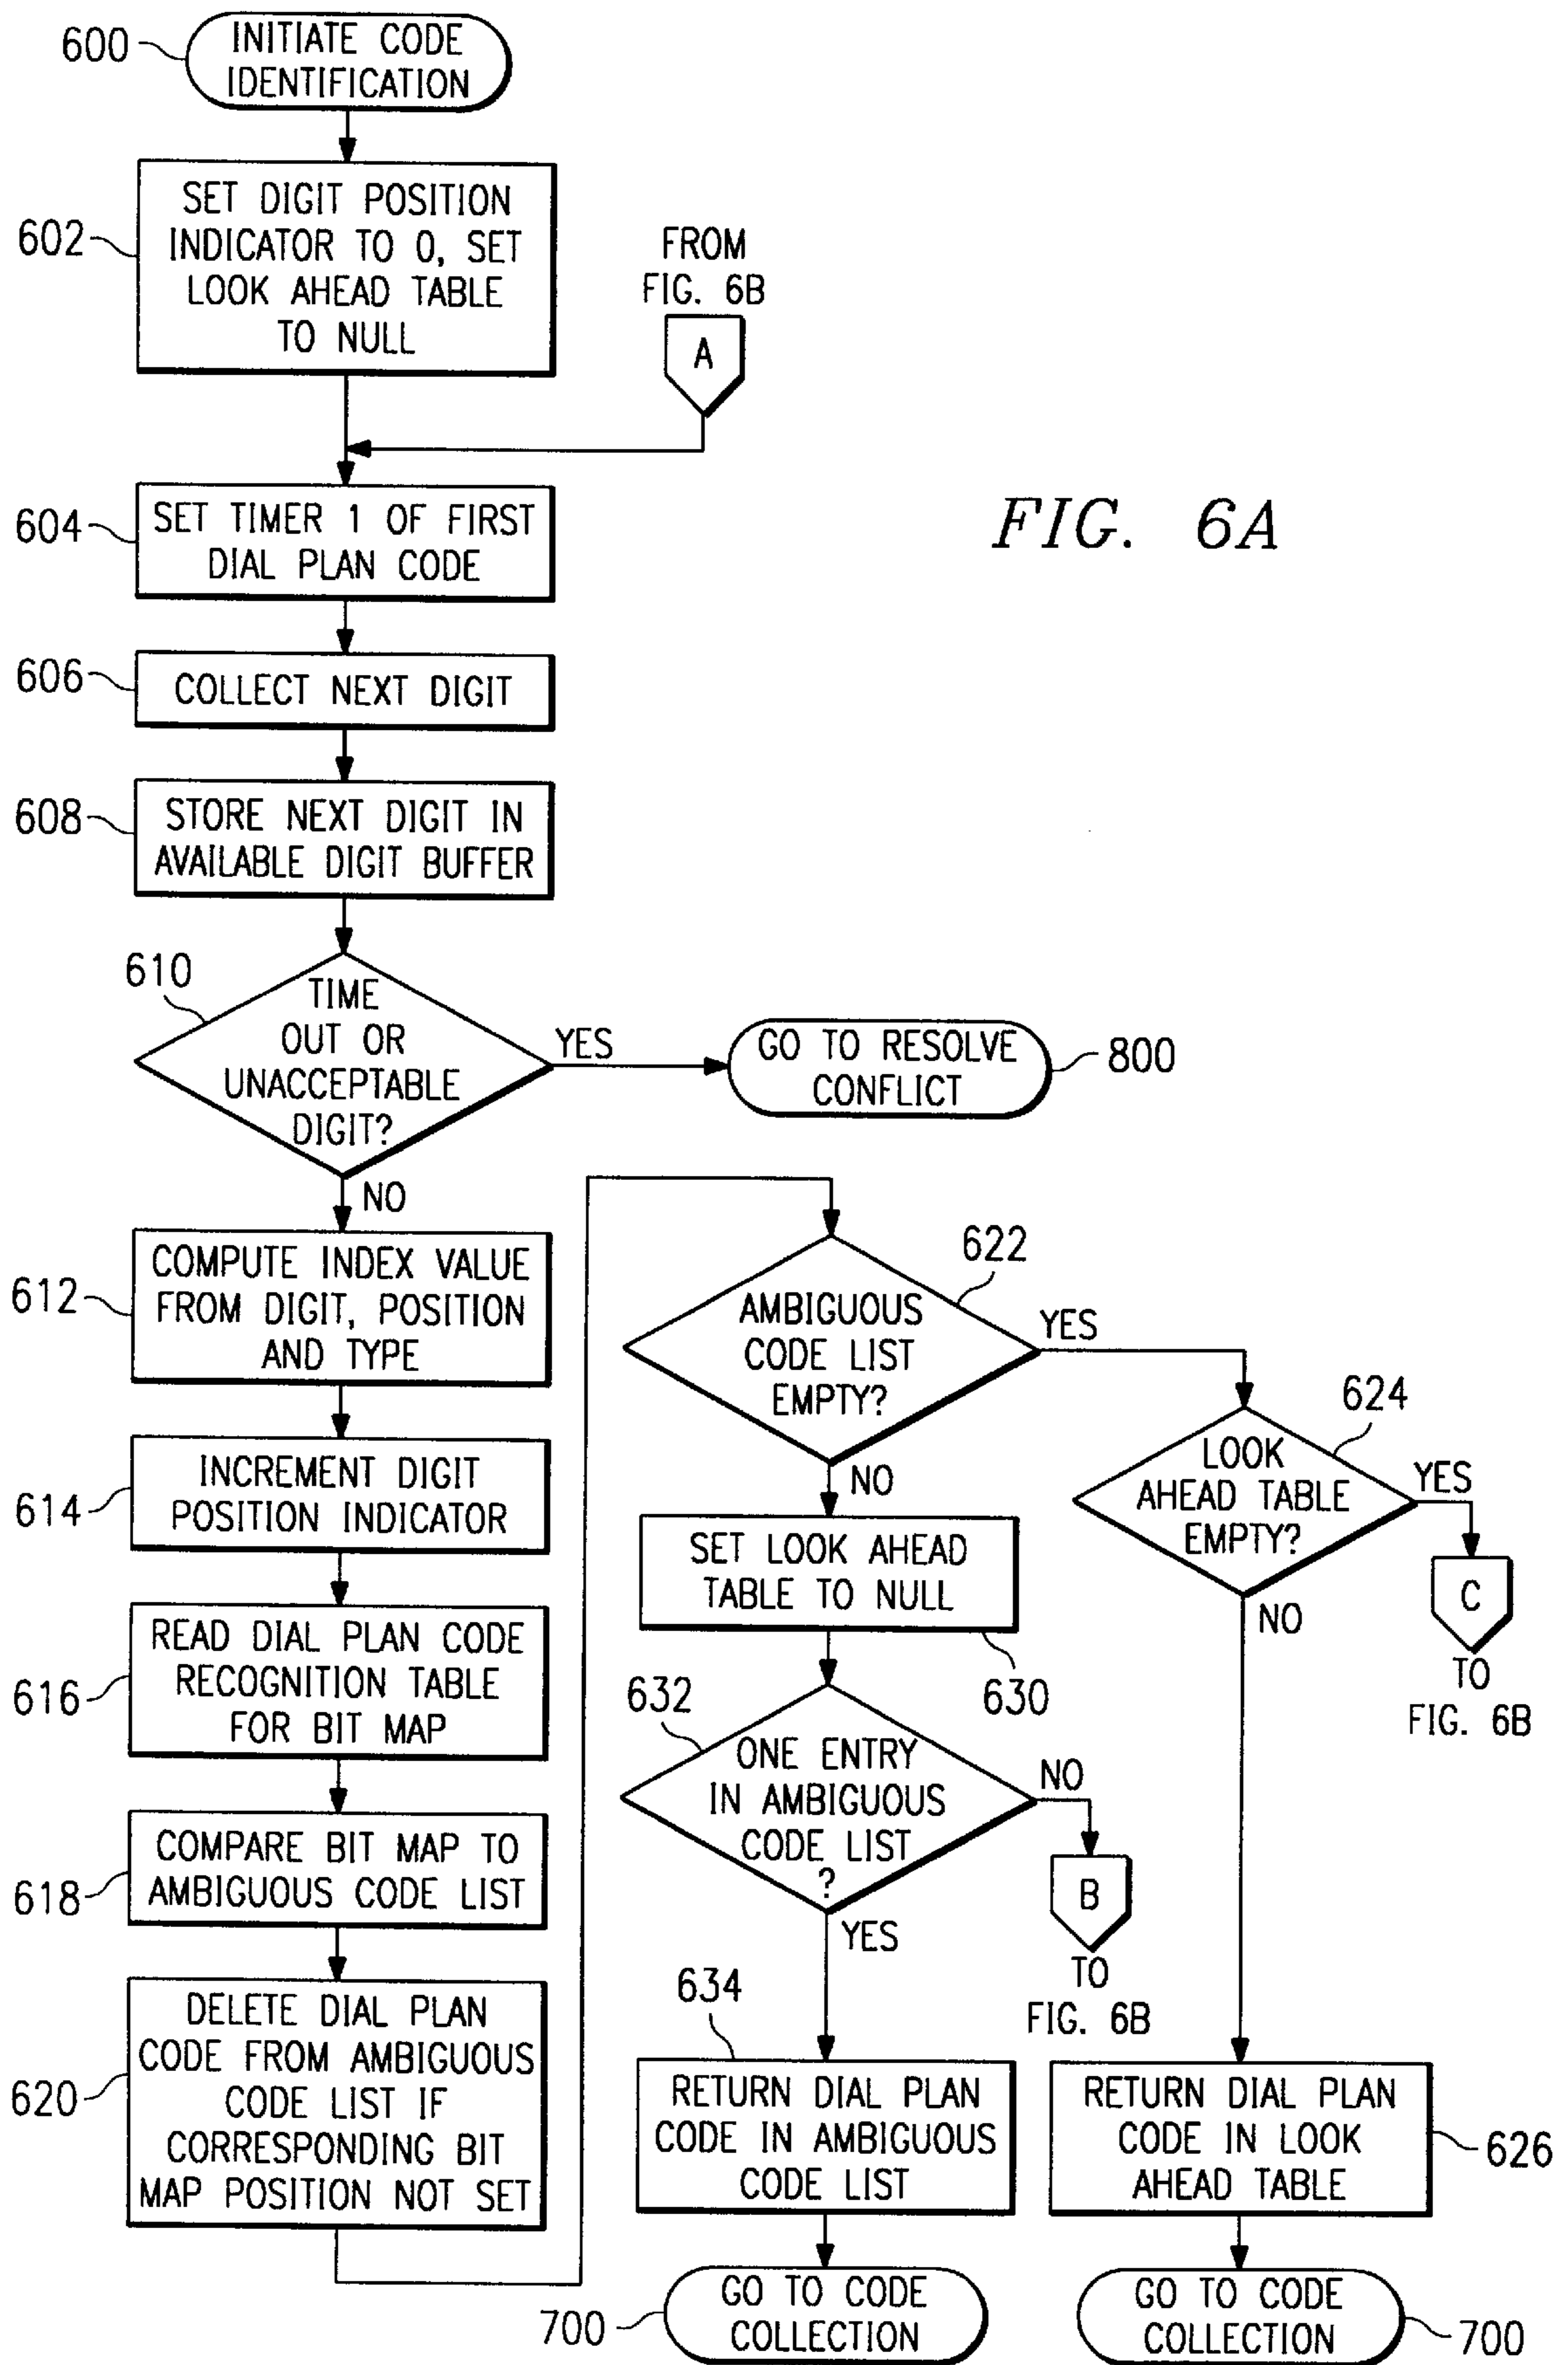 600
INITIATE CODE
IDENTIFICATION
602
SET DIGIT POSITION
INDICATOR TO 0, SET
LOOK AHEAD TABLE
TO NULL
FROM
FIG. 6B
A
604
SET TIMER 1 OF FIRST
DIAL PLAN CODE
FIG. 6A
606
COLLECT NEXT DIGIT
608
STORE NEXT DIGIT IN
AVAILABLE DIGIT BUFFER
610
TIME
OUT OR
UNACCEPTABLE
DIGIT?
YES
GO TO RESOLVE
CONFLICT
800
NO
612
COMPUTE INDEX VALUE
FROM DIGIT, POSITION
AND TYPE
614
INCREMENT DIGIT
POSITION INDICATOR
616
READ DIAL PLAN CODE
RECOGNITION TABLE
FOR BIT MAP
618
COMPARE BIT MAP TO
AMBIGUOUS CODE LIST
620
DELETE DIAL PLAN
CODE FROM AMBIGUOUS
CODE LIST IF
CORRESPONDING BIT
MAP POSITION NOT SET
622
AMBIGUOUS
CODE LIST
EMPTY?
YES
NO
624
LOOK
AHEAD TABLE
EMPTY?
YES
C
TO
FIG. 6B
NO
SET LOOK AHEAD
TABLE TO NULL
630
632
ONE ENTRY
IN AMBIGUOUS
CODE LIST
?
NO
B
TO
FIG. 6B
YES
634
RETURN DIAL PLAN
CODE IN AMBIGUOUS
CODE LIST
RETURN DIAL PLAN
CODE IN LOOK
AHEAD TABLE
626
700
GO TO CODE
COLLECTION
GO TO CODE
COLLECTION
700